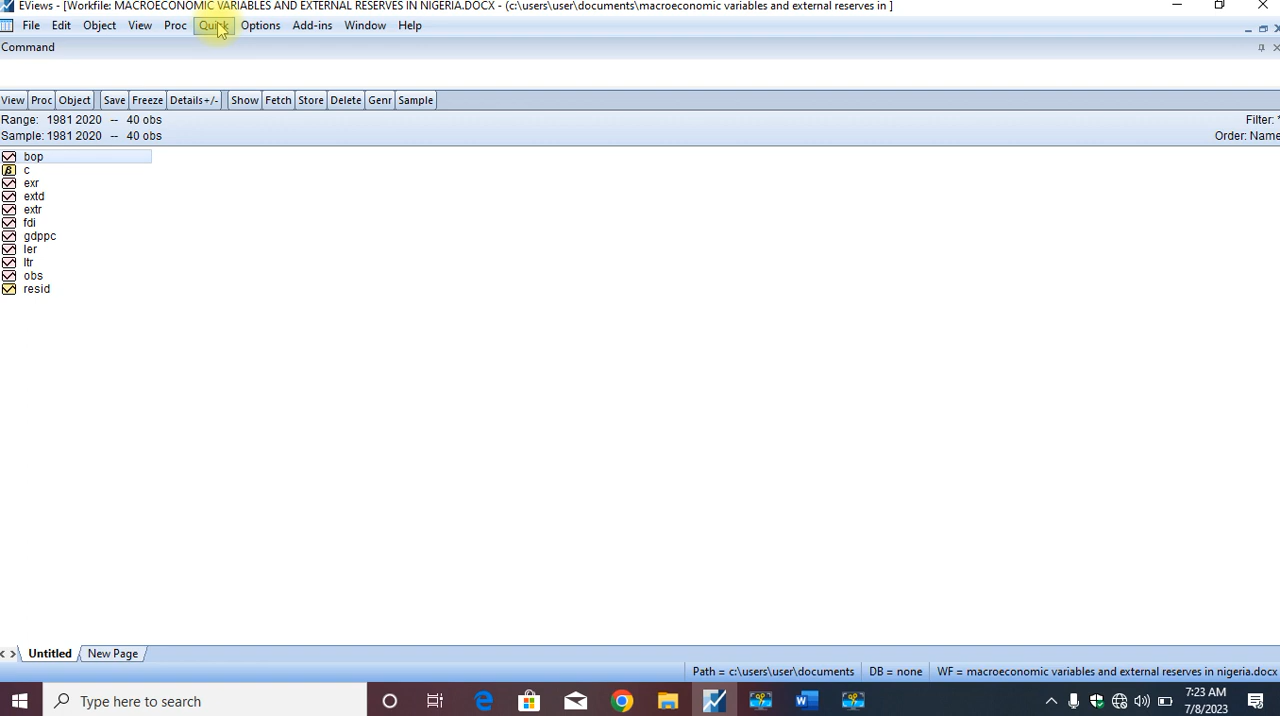 EViews - [Workfile: MACROECONOMIC VARIABLES AND EXTERNAL RESERVES IN NIGERIA.DOCX - (c:\users\user\documents\macroeconomic variables and external reserves in ]
File Edit Object View Proc Quick Options Add-ins Window Help
Command
View Proc Object Save Freeze Details+/- Show Fetch Store Delete Genr Sample
Range: 1981 2020 -- 40 obs Filter: *
Sample: 1981 2020 -- 40 obs Order: Name
bop
β c
exr
extd
extr
fdi
gdppc
ler
ltr
obs
resid
< > Untitled New Page
Path = c:\users\user\documents DB = none WF = macroeconomic variables and external reserves in nigeria.docx
Type here to search
7:23 AM
7/8/2023